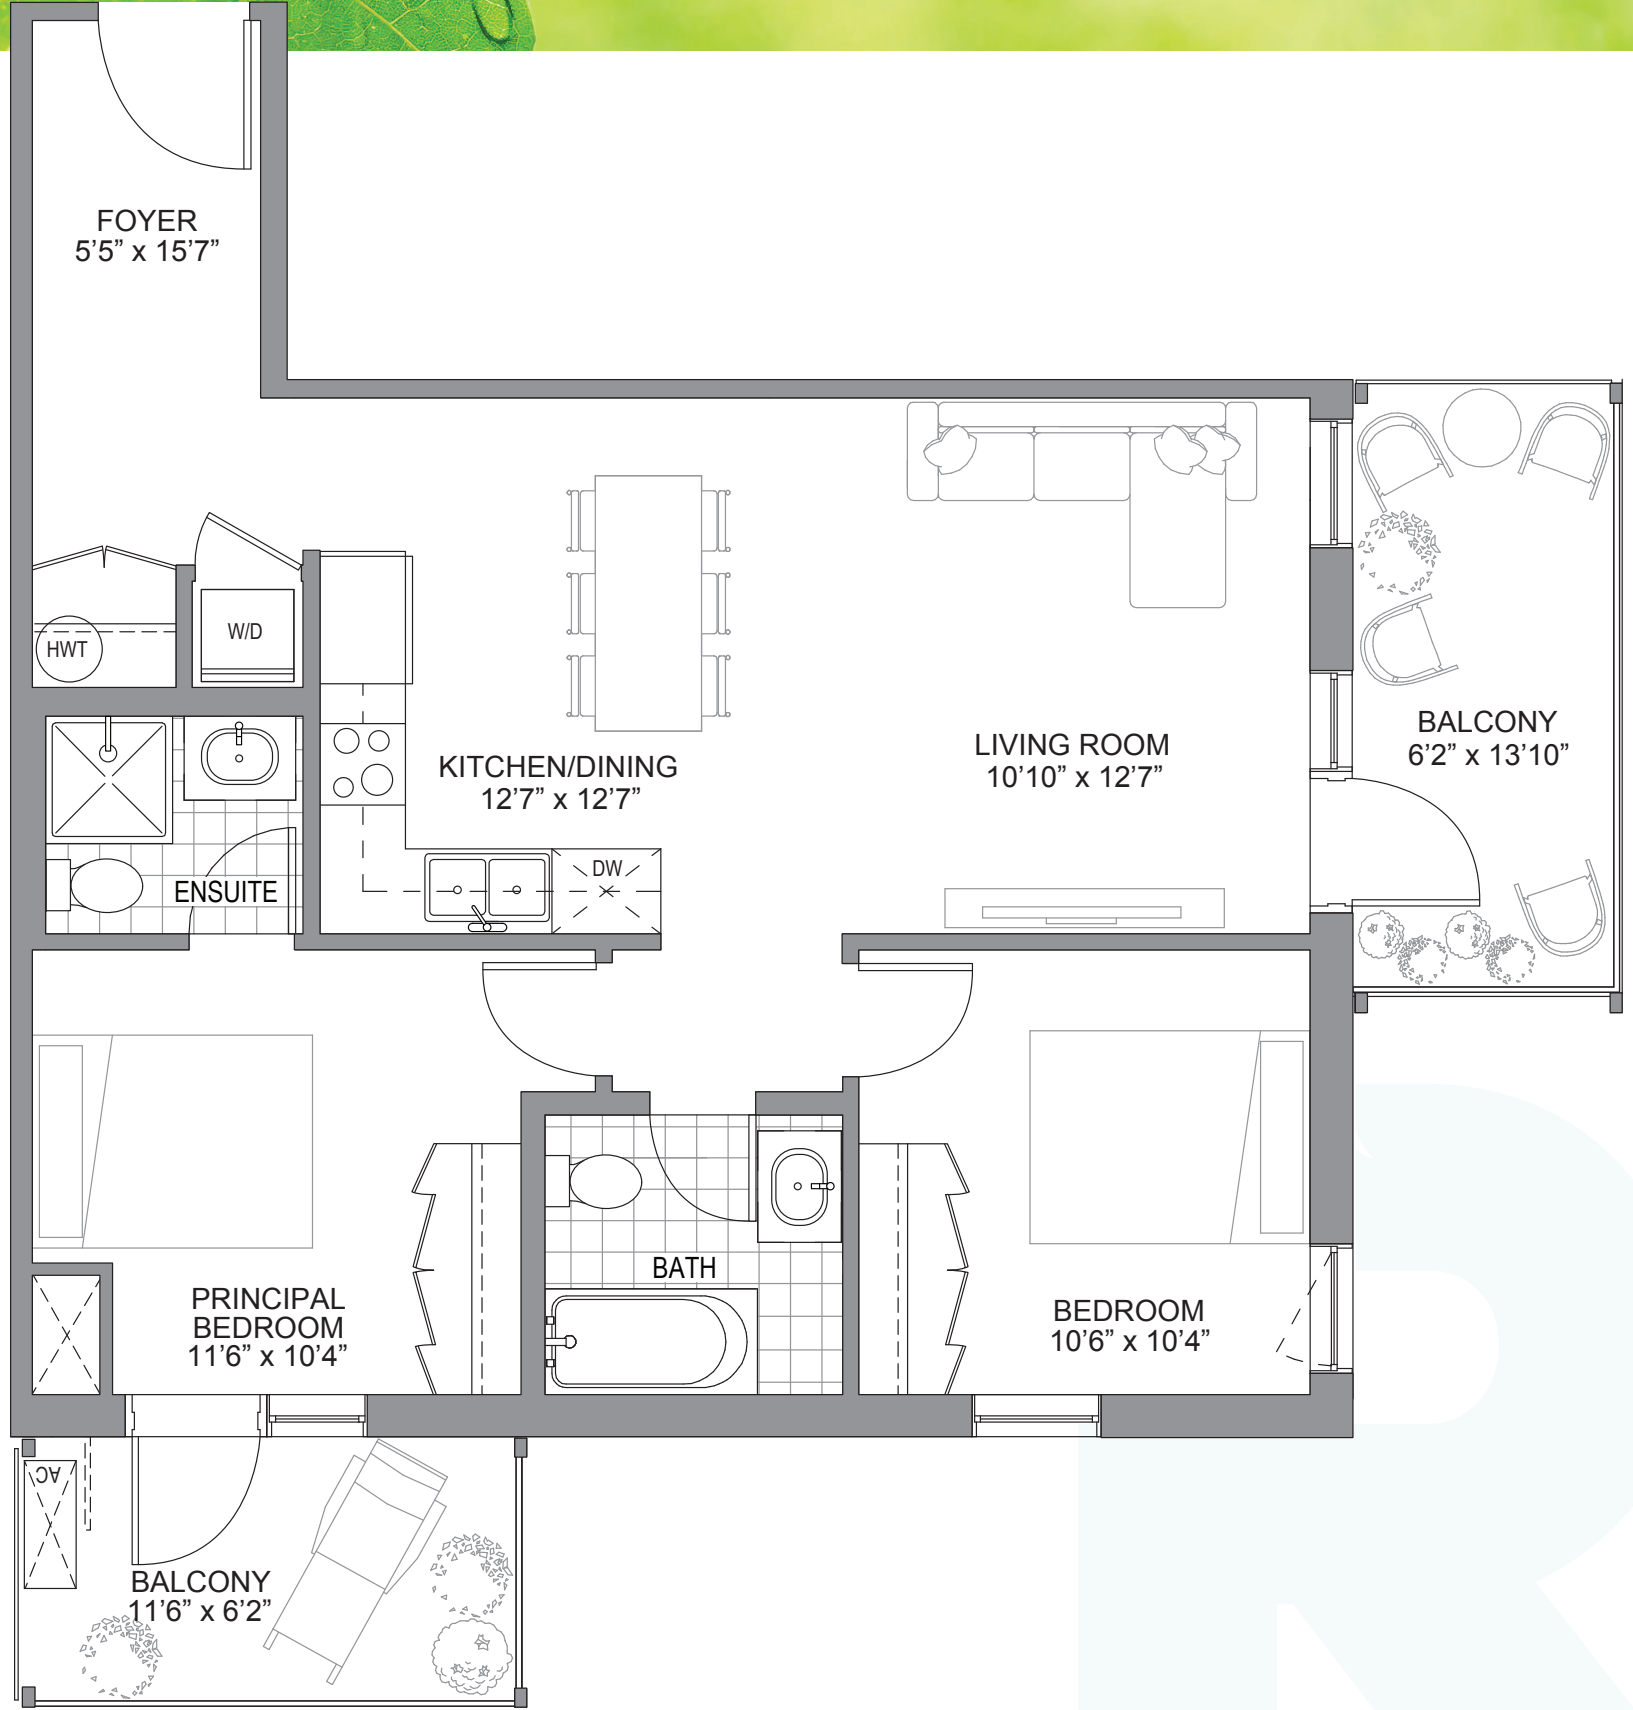 FOYER
5’5” x 15’7”
HWT
W/D
KITCHEN/DINING
12’7” x 12’7”
LIVING ROOM
10’10” x 12’7”
BALCONY
6’2” x 13’10”
DW
ENSUITE
BATH
PRINCIPAL
BEDROOM
11’6” x 10’4”
BEDROOM
10’6” x 10’4”
AC
BALCONY
11’6” x 6’2”
R